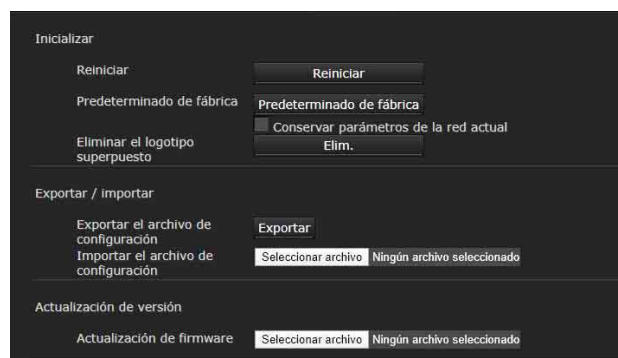 Inicializar
Reiniciar Reiniciar
Predeterminado de fábrica Predeterminado de fábrica
Conservar parámetros de la red actual
Eliminar el logotipo superpuesto Elim.
Exportar / importar
Exportar el archivo de configuración Exportar
Importar el archivo de configuración Seleccionar archivo Ningún archivo seleccionado
Actualización de versión
Actualización de firmware Seleccionar archivo Ningún archivo seleccionado